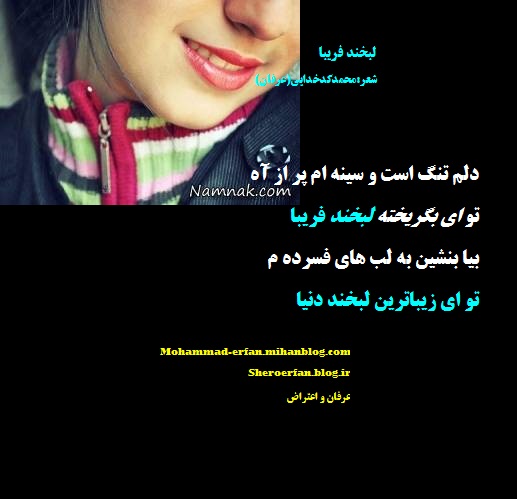 لبخند فریبا
شعر:محمدکدخدایی(عرفان)
Namnak.com
دلم تنگ است و سینه ام پر از آه
تو ای بگریخته لبخند فریبا
بیا بنشین به لب های فسرده م
تو ای زیباترین لبخند دنیا
Mohammad-erfan.mihanblog.com
Sheroerfan.blog.ir
عرفان و اعتراض